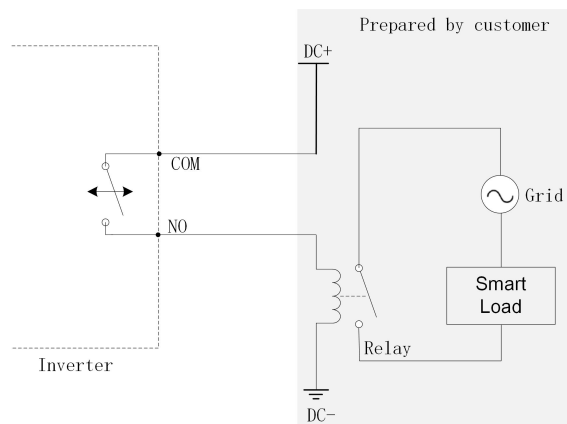 Prepared by customer
DC+
COM
Grid
NO
Smart
Load
Relay
Inverter
DC-